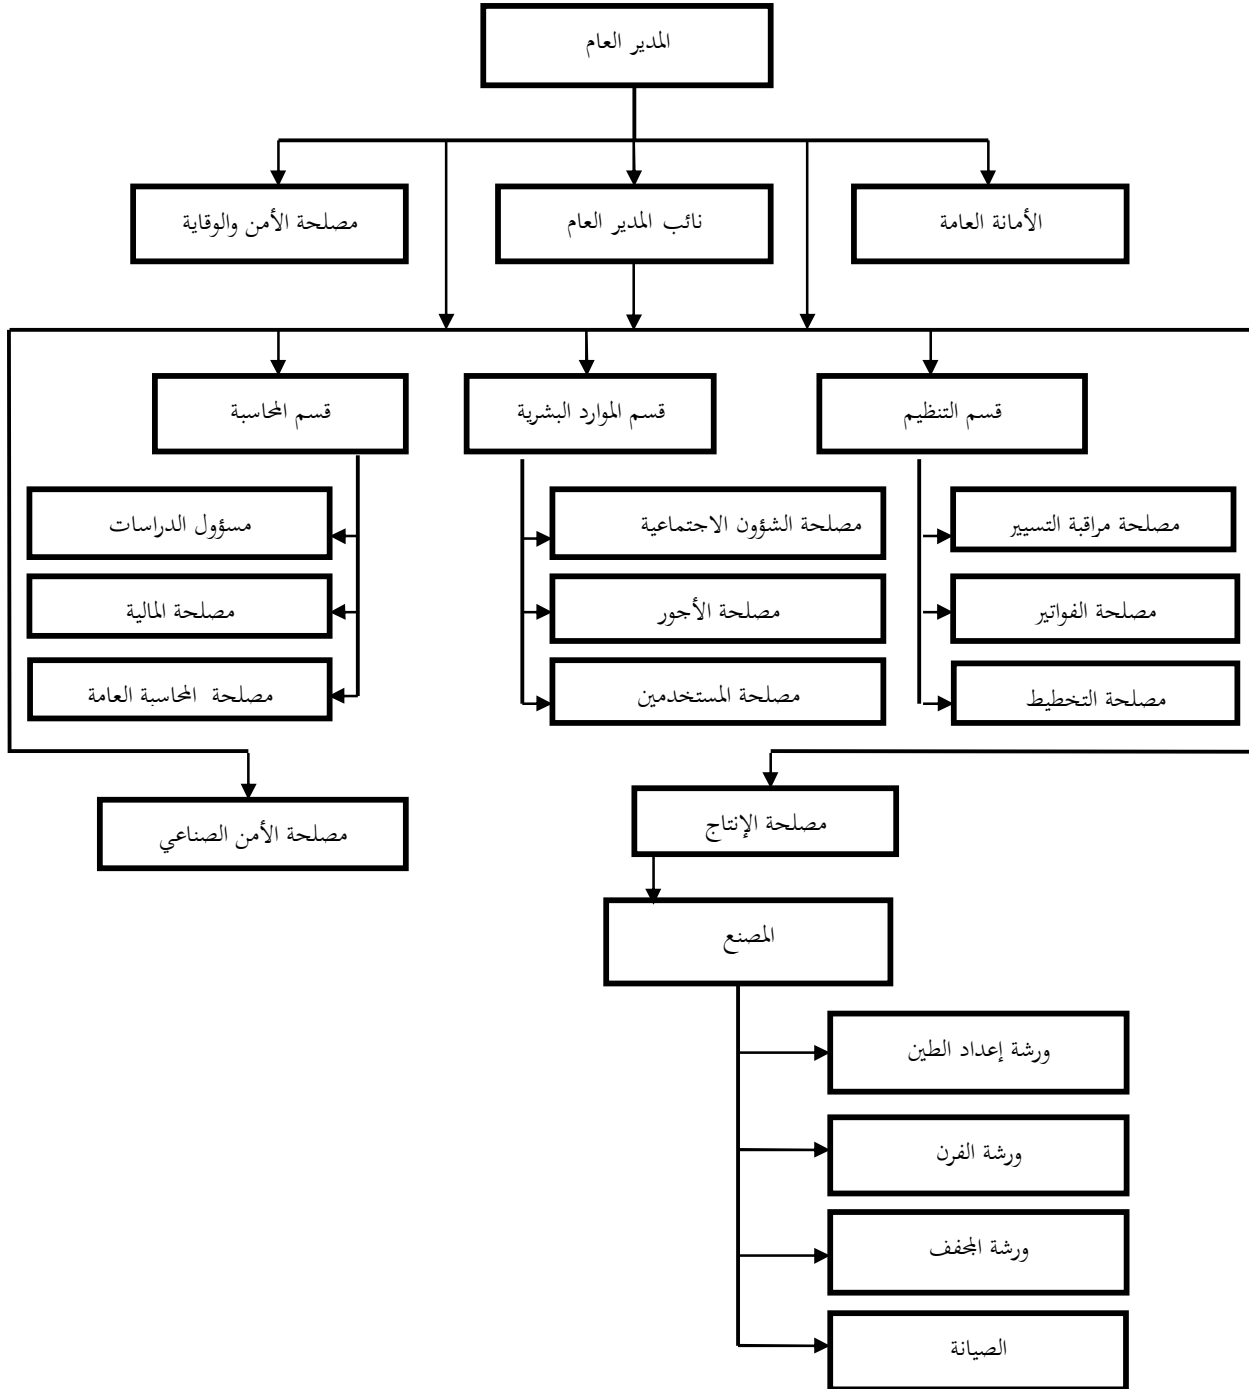 المدير العام
الأمانة العامة
نائب المدير العام
مصلحة الأمن والوقاية
قسم التنظيم
قسم الموارد البشرية
قسم المحاسبة
مصلحة مراقبة التسيير
مصلحة الشؤون الاجتماعية
مسؤول الدراسات
مصلحة الفواتير
مصلحة الأجور
مصلحة المالية
مصلحة التخطيط
مصلحة المستخدمين
مصلحة المحاسبة العامة
مصلحة الإنتاج
مصلحة الأمن الصناعي
المصنع
ورشة إعداد الطين
ورشة الفرن
ورشة المجفف
الصيانة